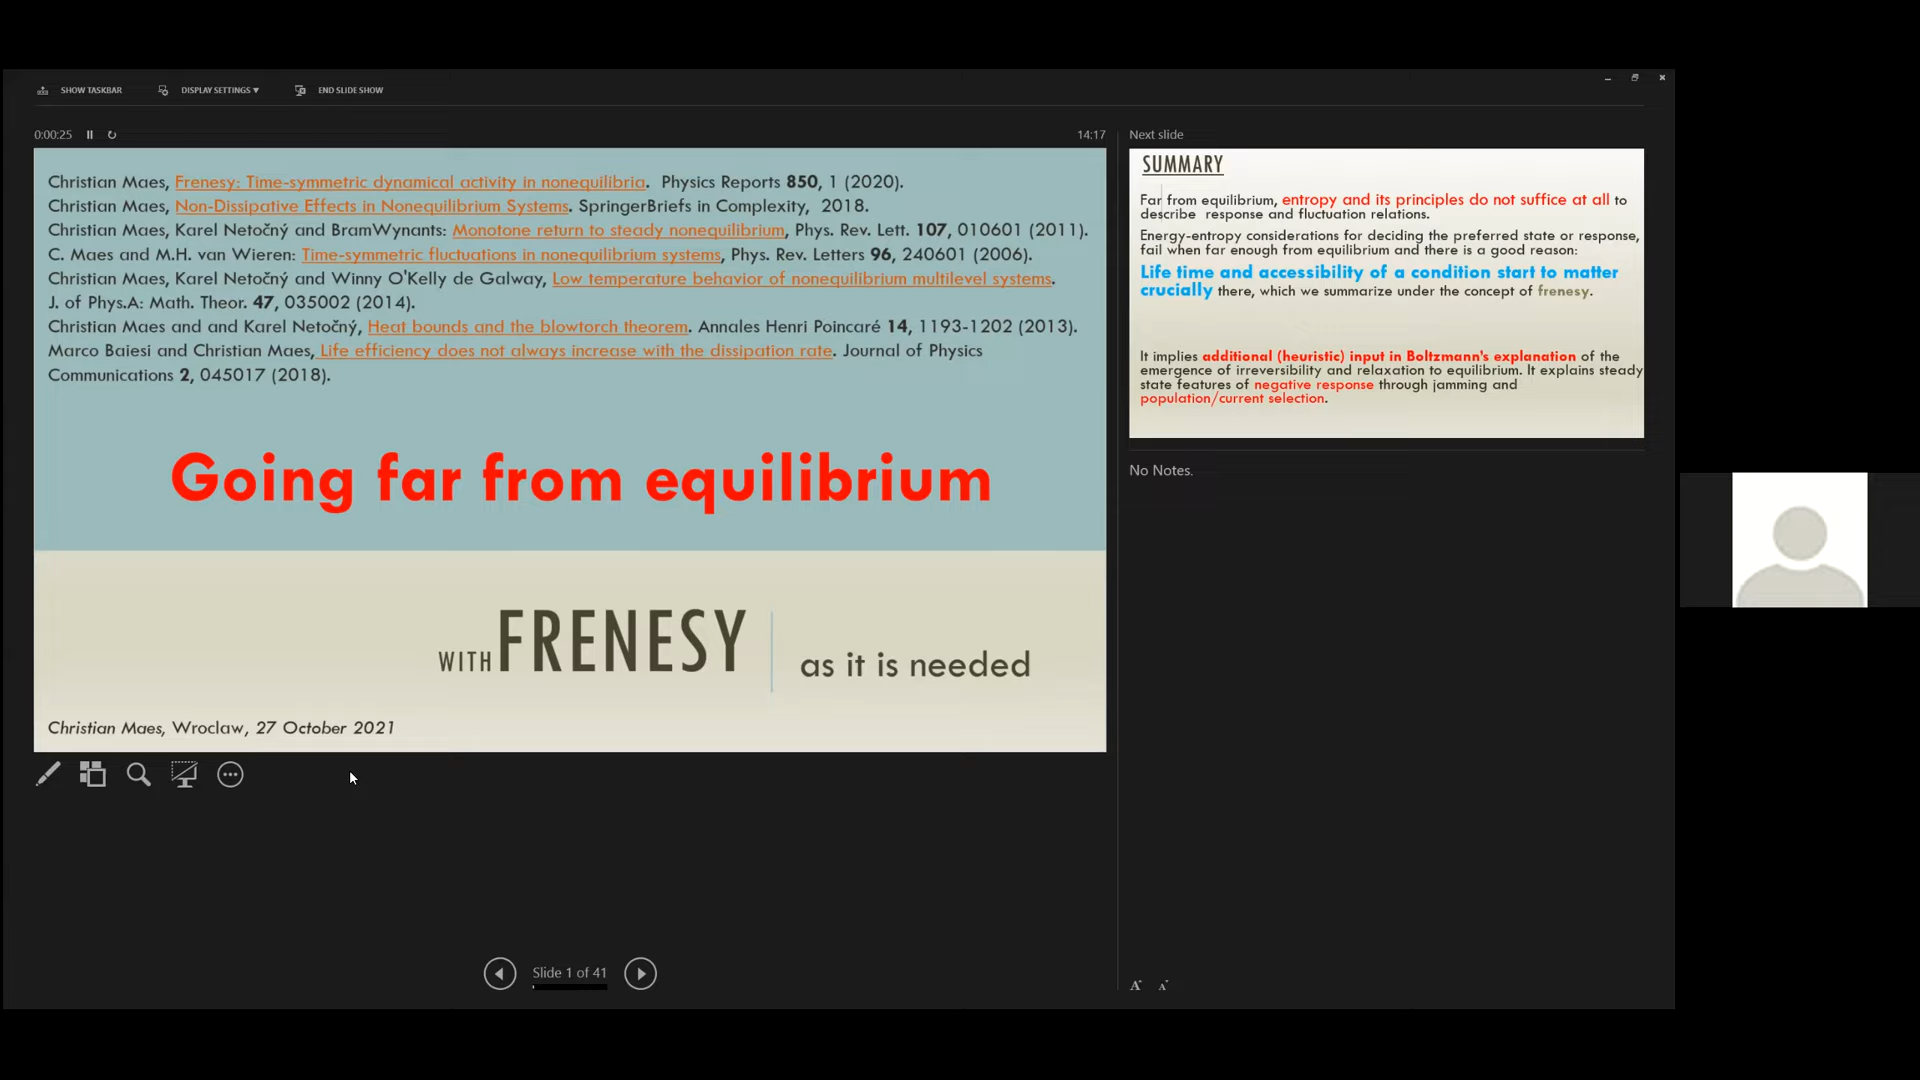 SHOW TASKBAR
DISPLAY SETTINGS
END SLIDE SHOW
0:00:25
14:17
Christian Maes, Frenesy: Time-symmetric dynamical activity in nonequilibria. Physics Reports 850, 1 (2020).
Christian Maes, Non-Dissipative Effects in Nonequilibrium Systems. SpringerBriefs in Complexity, 2018.
Christian Maes, Karel Netočný and BramWynants: Monotone return to steady nonequilibrium, Phys. Rev. Lett. 107, 010601 (2011).
C. Maes and M.H. van Wieren: Time-symmetric fluctuations in nonequilibrium systems, Phys. Rev. Letters 96, 240601 (2006).
Christian Maes, Karel Netočný and Winny O'Kelly de Galway, Low temperature behavior of nonequilibrium multilevel systems.
J. of Phys.A: Math. Theor. 47, 035002 (2014).
Christian Maes and and Karel Netočný, Heat bounds and the blowtorch theorem. Annales Henri Poincaré 14, 1193-1202 (2013).
Marco Baiesi and Christian Maes, Life efficiency does not always increase with the dissipation rate. Journal of Physics
Communications 2, 045017 (2018).
Going far from equilibrium
WITH FRENESY
as it is needed
Christian Maes, Wroclaw, 27 October 2021
Slide 1 of 41
Next slide
SUMMARY
Far from equilibrium, entropy and its principles do not suffice at all to
describe response and fluctuation relations.
Energy-entropy considerations for deciding the preferred state or response,
fail when far enough from equilibrium and there is a good reason:
Life time and accessibility of a condition start to matter
crucially there, which we summarize under the concept of frenesy.
It implies additional (heuristic) input in Boltzmann's explanation of the
emergence of irreversibility and relaxation to equilibrium. It explains steady
state features of negative response through jamming and
population/current selection.
No Notes.
A A